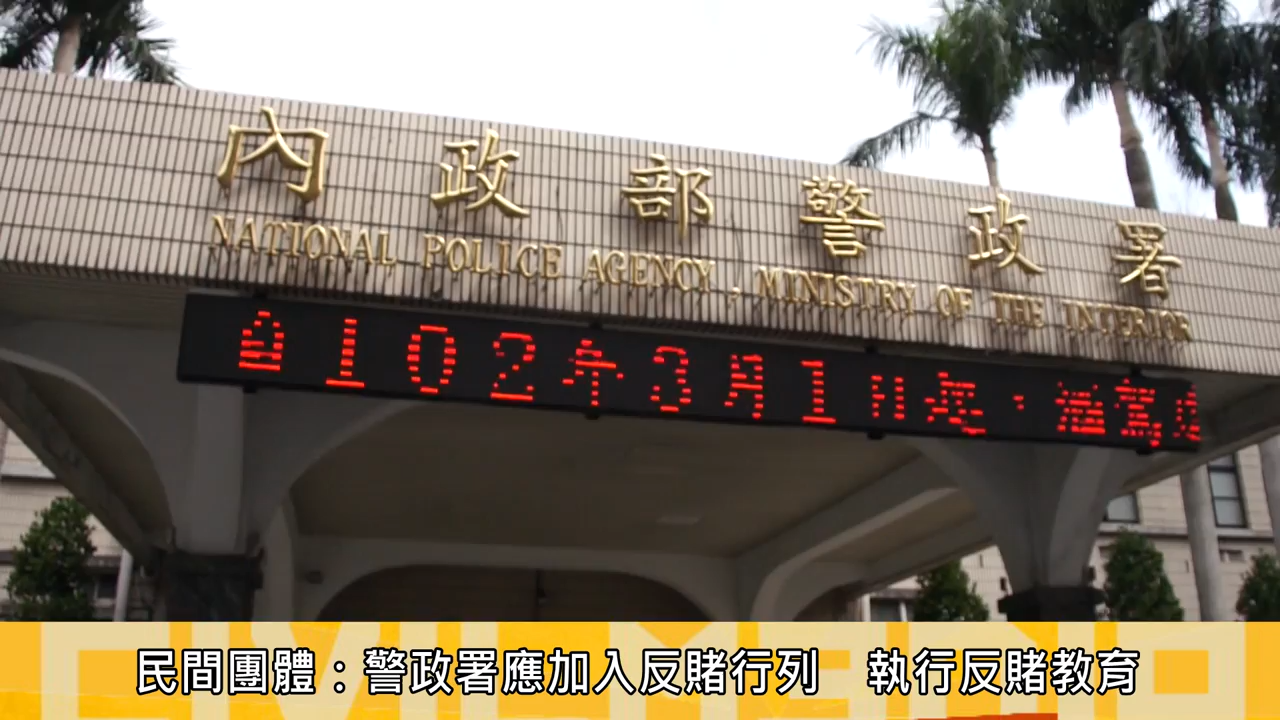 內政部警政署
NATIONAL POLICE AGENCY, MINISTRY OF THE INTERIOR
自102年3月1日起，酒駕
民間團體：警政署應加入反賭行列 執行反賭教育